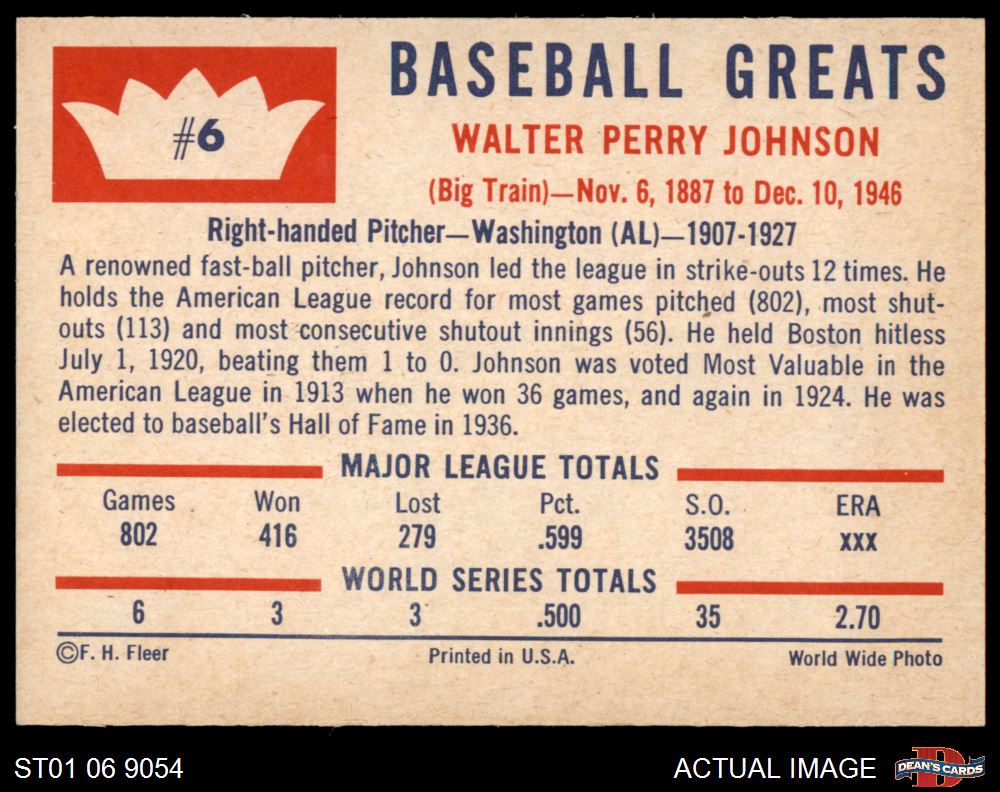 #6
BASEBALL GREATS
WALTER PERRY JOHNSON
(Big Train)—Nov. 6, 1887 to Dec. 10, 1946
Right-handed Pitcher—Washington (AL)—1907-1927
A renowned fast-ball pitcher, Johnson led the league in strike-outs 12 times. He
holds the American League record for most games pitched (802), most shut-
outs (113) and most consecutive shutout innings (56). He held Boston hitless
July 1, 1920, beating them 1 to 0. Johnson was voted Most Valuable in the
American League in 1913 when he won 36 games, and again in 1924. He was
elected to baseball's Hall of Fame in 1936.
MAJOR LEAGUE TOTALS
Games Won Lost Pct. S.O. ERA
802 416 279 .599 3508 xxx
WORLD SERIES TOTALS
6 3 3 .500 35 2.70
©F. H. Fleer Printed in U.S.A. World Wide Photo
ST01 06 9054 ACTUAL IMAGE DEAN'S CARDS